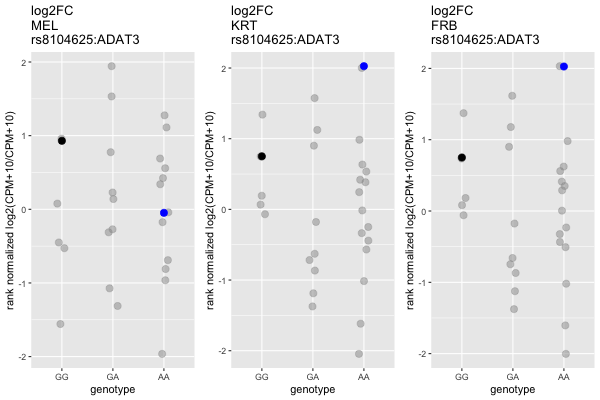 log2FC
MEL
rs8104625:ADAT3
rank normalized log2(CPM+10/CPM+10)
2
1
0
-1
-2
GG
GA
AA
genotype
log2FC
KRT
rs8104625:ADAT3
rank normalized log2(CPM+10/CPM+10)
2
1
0
-1
-2
GG
GA
AA
genotype
log2FC
FRB
rs8104625:ADAT3
rank normalized log2(CPM+10/CPM+10)
2
1
0
-1
-2
GG
GA
AA
genotype